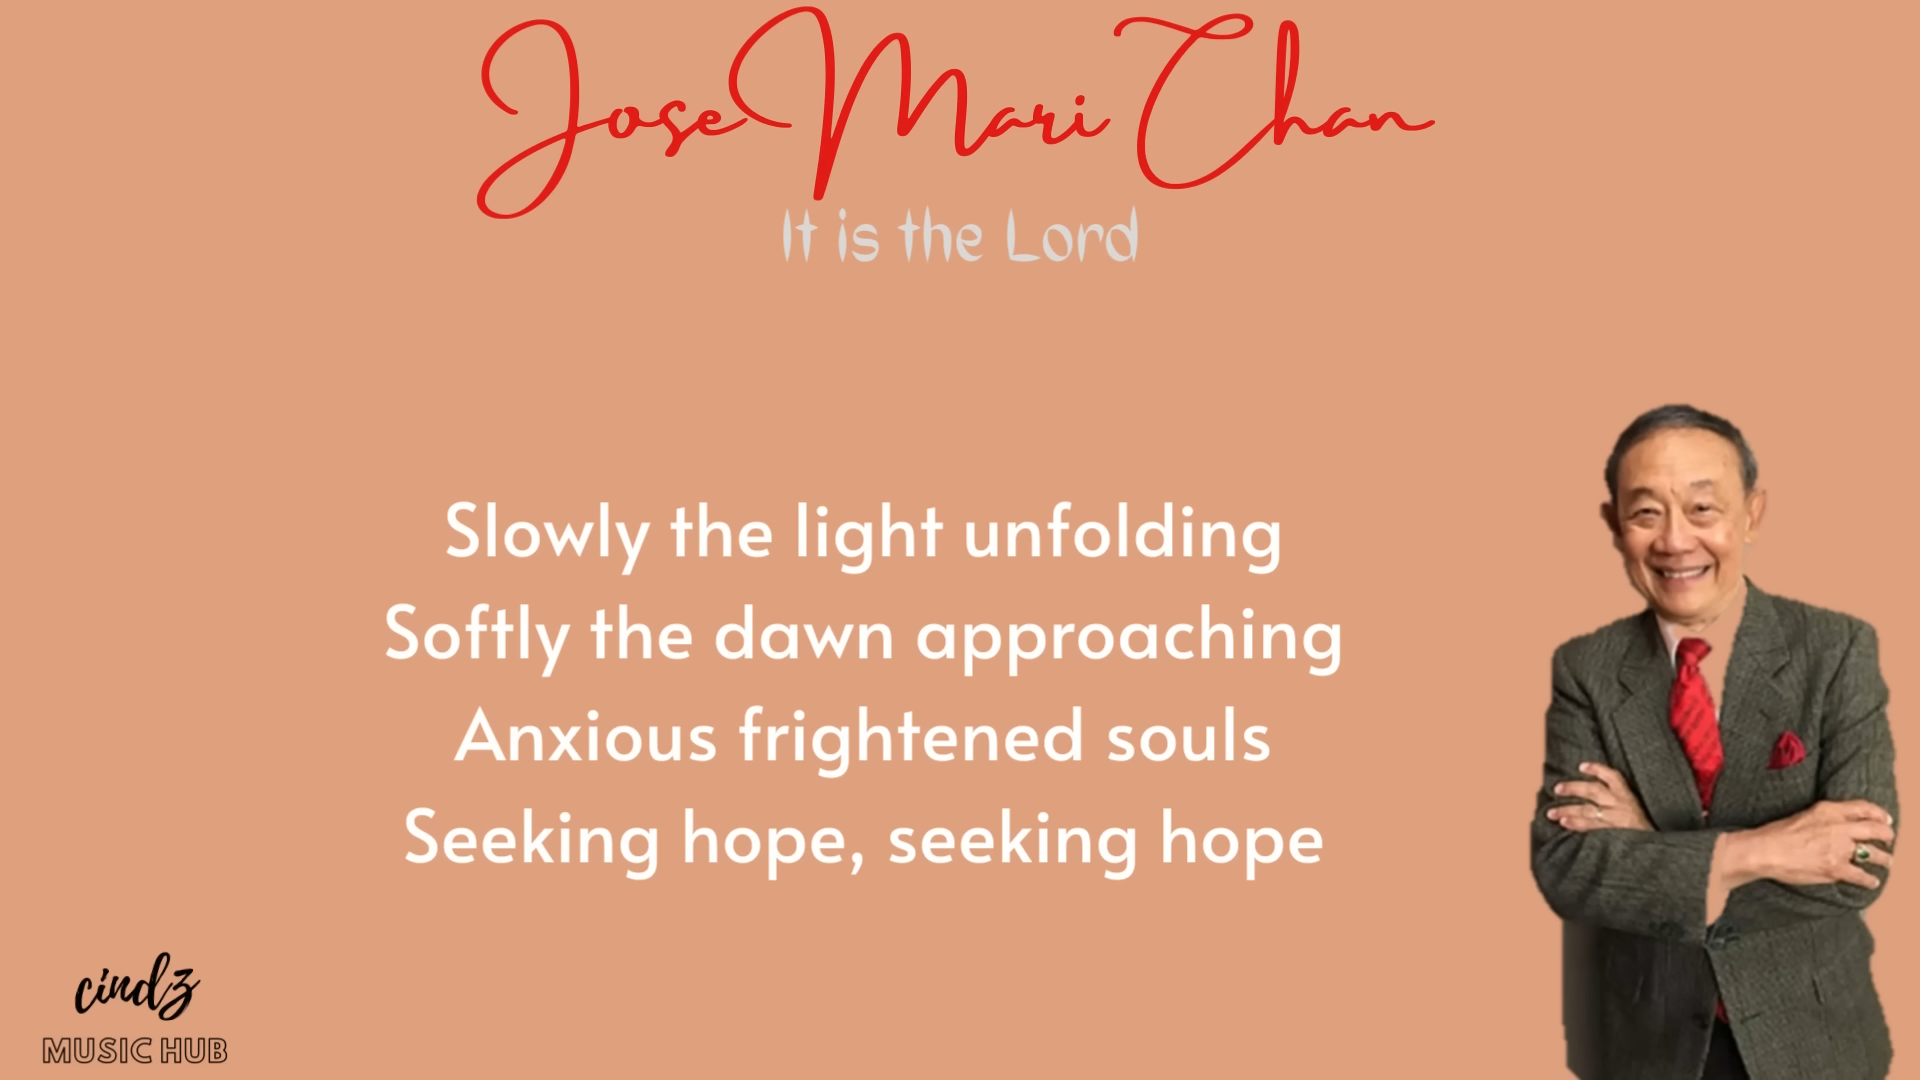 Jose Mari Chan
It is the Lord
Slowly the light unfolding
Softly the dawn approaching
Anxious frightened souls
Seeking hope, seeking hope
cindz
MUSIC HUB